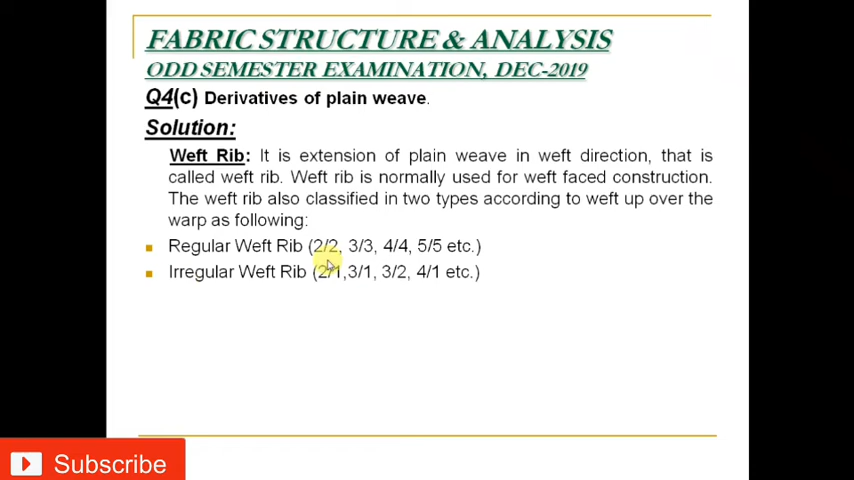 FABRIC STRUCTURE & ANALYSIS
ODD SEMESTER EXAMINATION, DEC-2019
Q4(c) Derivatives of plain weave.
Solution:
Weft Rib: It is extension of plain weave in weft direction, that is
called weft rib. Weft rib is normally used for weft faced construction.
The weft rib also classified in two types according to weft up over the
warp as following:
Regular Weft Rib (2/2, 3/3, 4/4, 5/5 etc.)
Irregular Weft Rib (2/1,3/1, 3/2, 4/1 etc.)
Subscribe